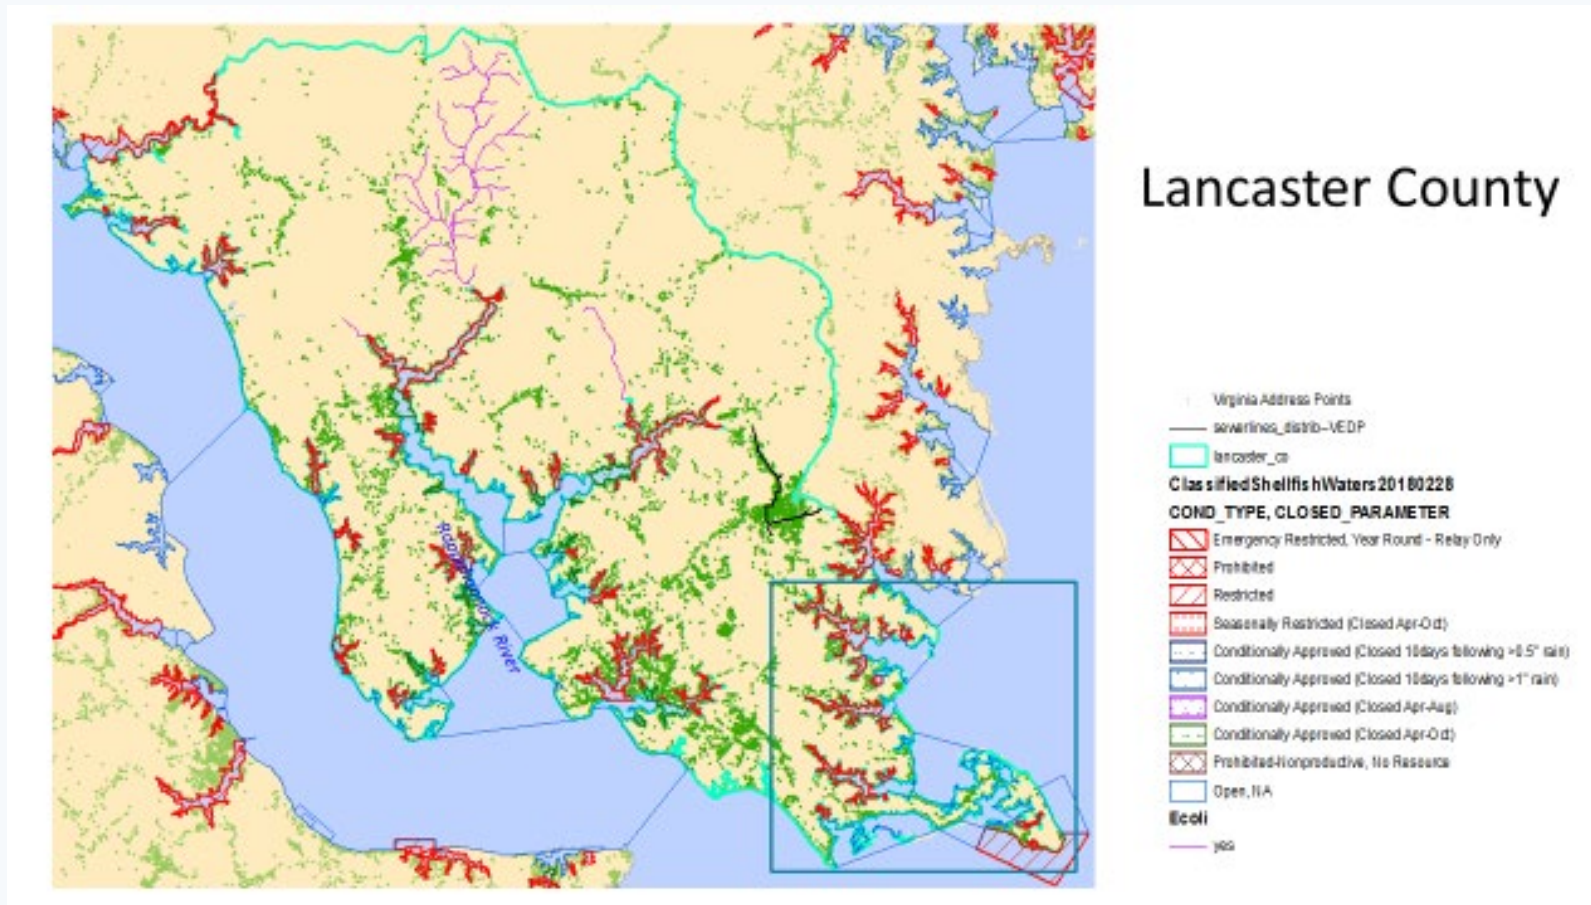 Lancaster County
Virginia Address Points
sewerlines_distrib--VEDP
lancaster_co
ClassifiedShellfishWaters20180228
COND_TYPE, CLOSED_PARAMETER
Emergency Restricted, Year Round - Relay Only
Prohibited
Restricted
Seasonally Restricted (Closed Apr-Oct)
Conditionally Approved (Closed 10days following >0.5" rain)
Conditionally Approved (Closed 10days following >1" rain)
Conditionally Approved (Closed Apr-Aug)
Conditionally Approved (Closed Apr-Oct)
Prohibited-Nonproductive, No Resource
Open, NA
Ecoli
yes
Rappahannock River